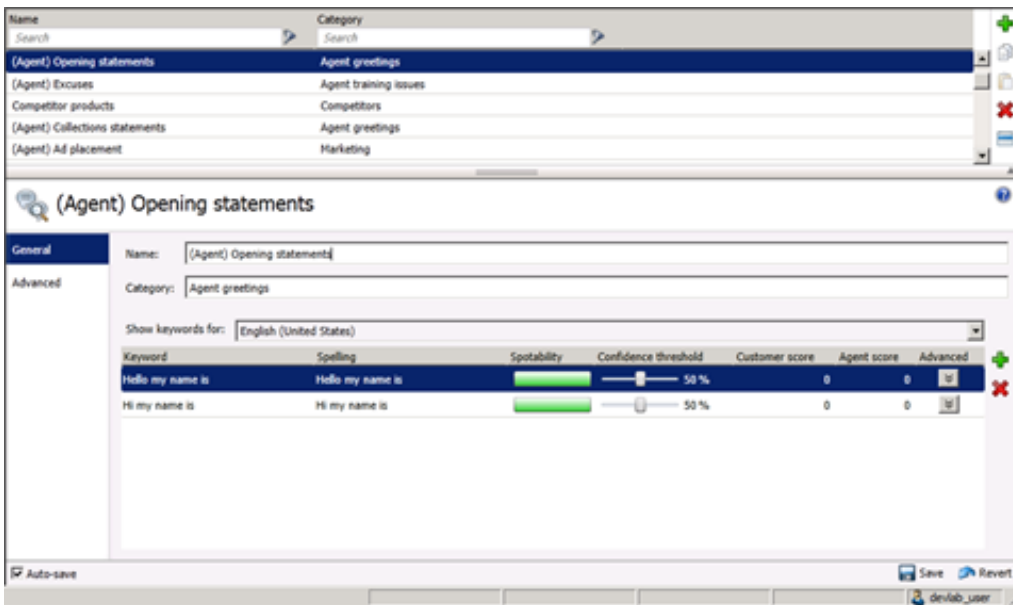 Name Category
Search Search
(Agent) Opening statements Agent greetings
(Agent) Excuses Agent training issues
Competitor products Competitors
(Agent) Collections statements Agent greetings
(Agent) Ad placement Marketing
(Agent) Opening statements
General
Advanced
Name: (Agent) Opening statements
Category: Agent greetings
Show keywords for: English (United States)
Keyword Spelling Spotability Confidence threshold Customer score Agent score Advanced
Hello my name is Hello my name is 50 % 0 0
Hi my name is Hi my name is 50 % 0 0
Auto-save Save Revert
devlab_user